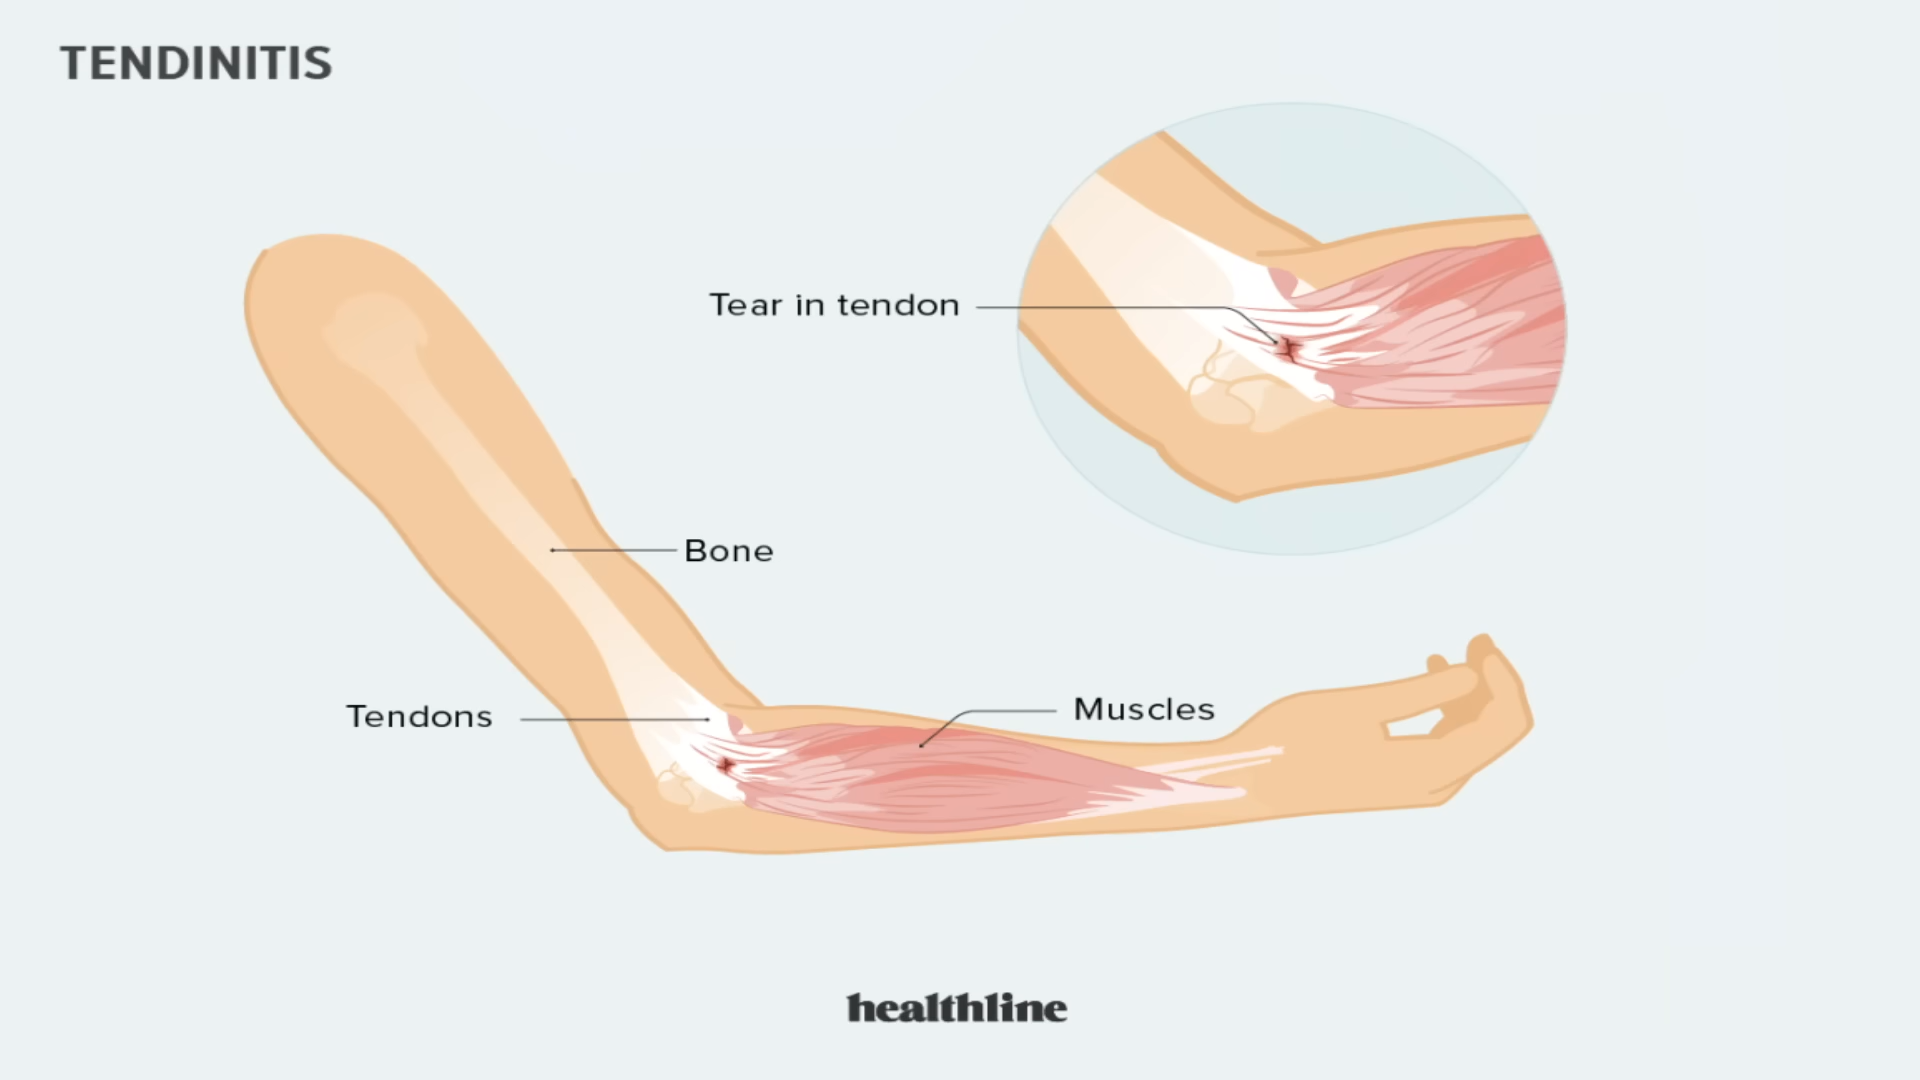 TENDINITIS
Tear in tendon
Bone
Tendons
Muscles
healthline